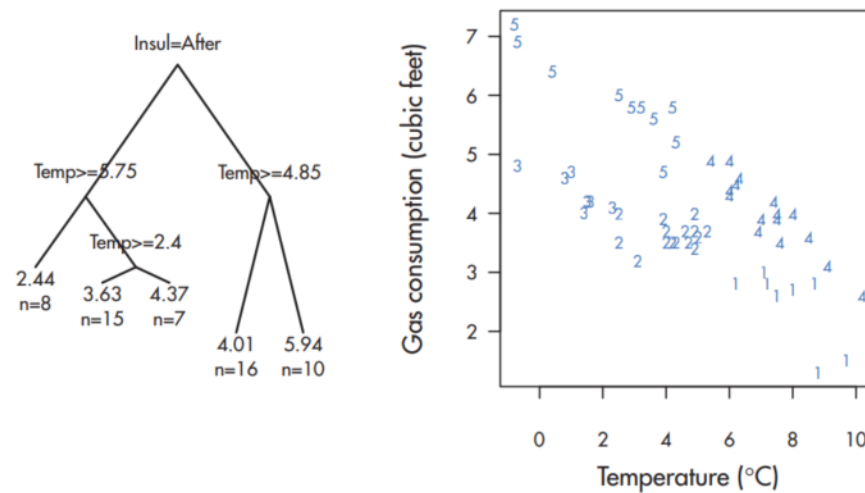 Insul=After
Temp>=5.75
Temp>=4.85
Temp>=2.4
2.44
n=8
3.63
n=15
4.37
n=7
4.01
n=16
5.94
n=10
Gas consumption (cubic feet)
7
6
5
4
3
2
0 2 4 6 8 10
Temperature (°C)